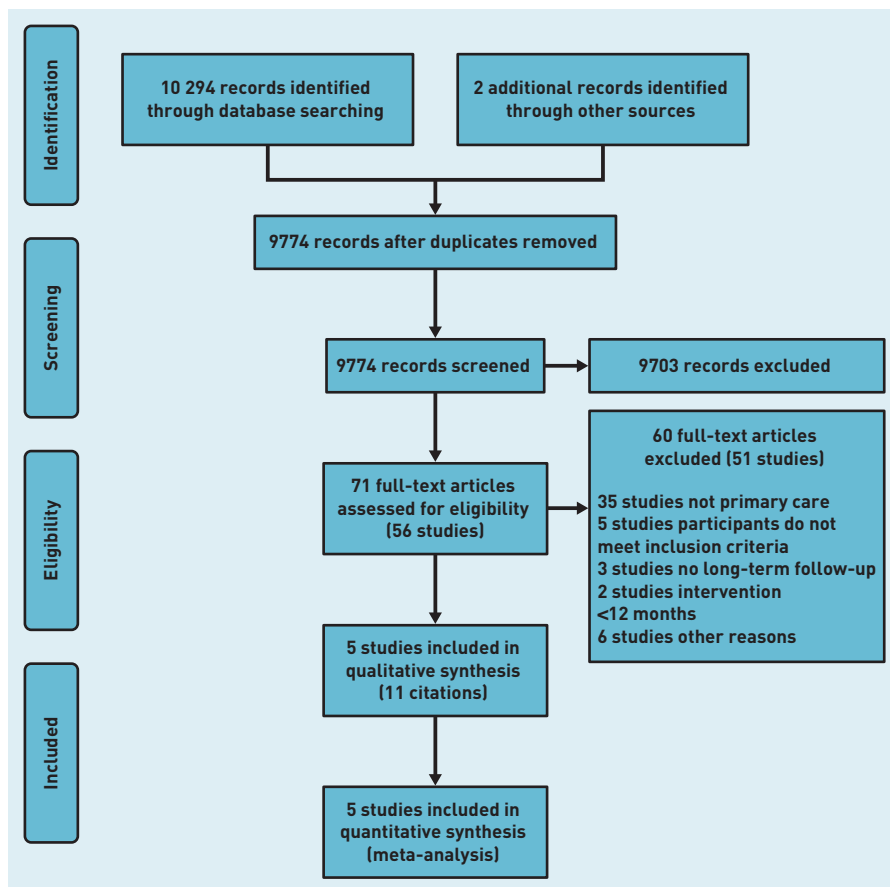 Identification
10 294 records identified
through database searching
2 additional records identified
through other sources
9774 records after duplicates removed
Screening
9774 records screened
9703 records excluded
Eligibility
71 full-text articles
assessed for eligibility
(56 studies)
60 full-text articles
excluded (51 studies)
35 studies not primary care
5 studies participants do not
meet inclusion criteria
3 studies no long-term follow-up
2 studies intervention
<12 months
6 studies other reasons
5 studies included in
qualitative synthesis
(11 citations)
Included
5 studies included in
quantitative synthesis
(meta-analysis)